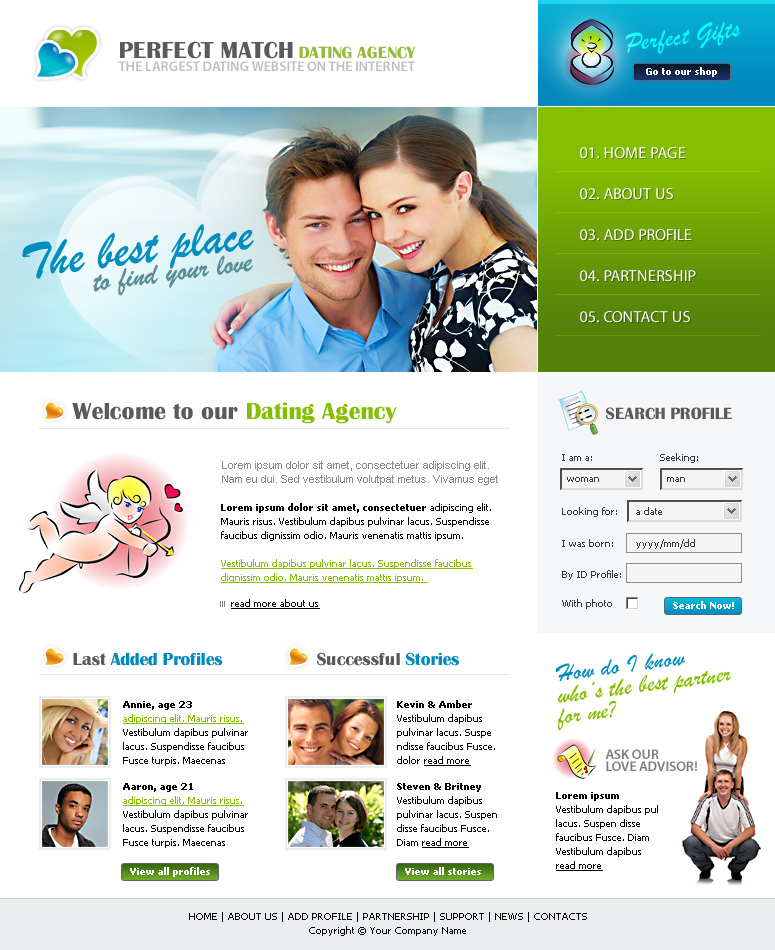 PERFECT MATCH DATING AGENCY
THE LARGEST DATING WEBSITE ON THE INTERNET
Perfect Gifts
Go to our shop
The best place
to find your love
01. HOME PAGE
02. ABOUT US
03. ADD PROFILE
04. PARTNERSHIP
05. CONTACT US
Welcome to our Dating Agency
Lorem ipsum dolor sit amet, consectetuer adipiscing elit.
Nam eu dui. Sed vestibulum volutpat metus. Vivamus eget
Lorem ipsum dolor sit amet, consectetuer adipiscing elit.
Mauris risus. Vestibulum dapibus pulvinar lacus. Suspendisse
faucibus dignissim odio. Mauris venenatis mattis ipsum.
Vestibulum dapibus pulvinar lacus. Suspendisse faucibus
dignissim odio. Mauris venenatis mattis ipsum.
read more about us
SEARCH PROFILE
I am a:
Seeking:
woman
man
Looking for:
a date
I was born:
yyyy/mm/dd
By ID Profile:
With photo
Search Now!
Last Added Profiles
Annie, age 23
adipiscing elit. Mauris risus.
Vestibulum dapibus pulvinar
lacus. Suspendisse faucibus
Fusce turpis. Maecenas
Aaron, age 21
adipiscing elit. Mauris risus.
Vestibulum dapibus pulvinar
lacus. Suspendisse faucibus
Fusce turpis. Maecenas
View all profiles
Successful Stories
Kevin & Amber
Vestibulum dapibus
pulvinar lacus. Suspe
ndisse faucibus Fusce.
dolor read more
Steven & Britney
Vestibulum dapibus
pulvinar lacus. Suspen
disse faucibus Fusce.
Diam read more
View all stories
How do I know
who's the best partner
for me?
ASK OUR
LOVE ADVISOR!
Lorem ipsum
Vestibulum dapibus pul
lacus. Suspen disse
faucibus Fusce. Diam
Vestibulum dapibus
read more
HOME | ABOUT US | ADD PROFILE | PARTNERSHIP | SUPPORT | NEWS | CONTACTS
Copyright © Your Company Name